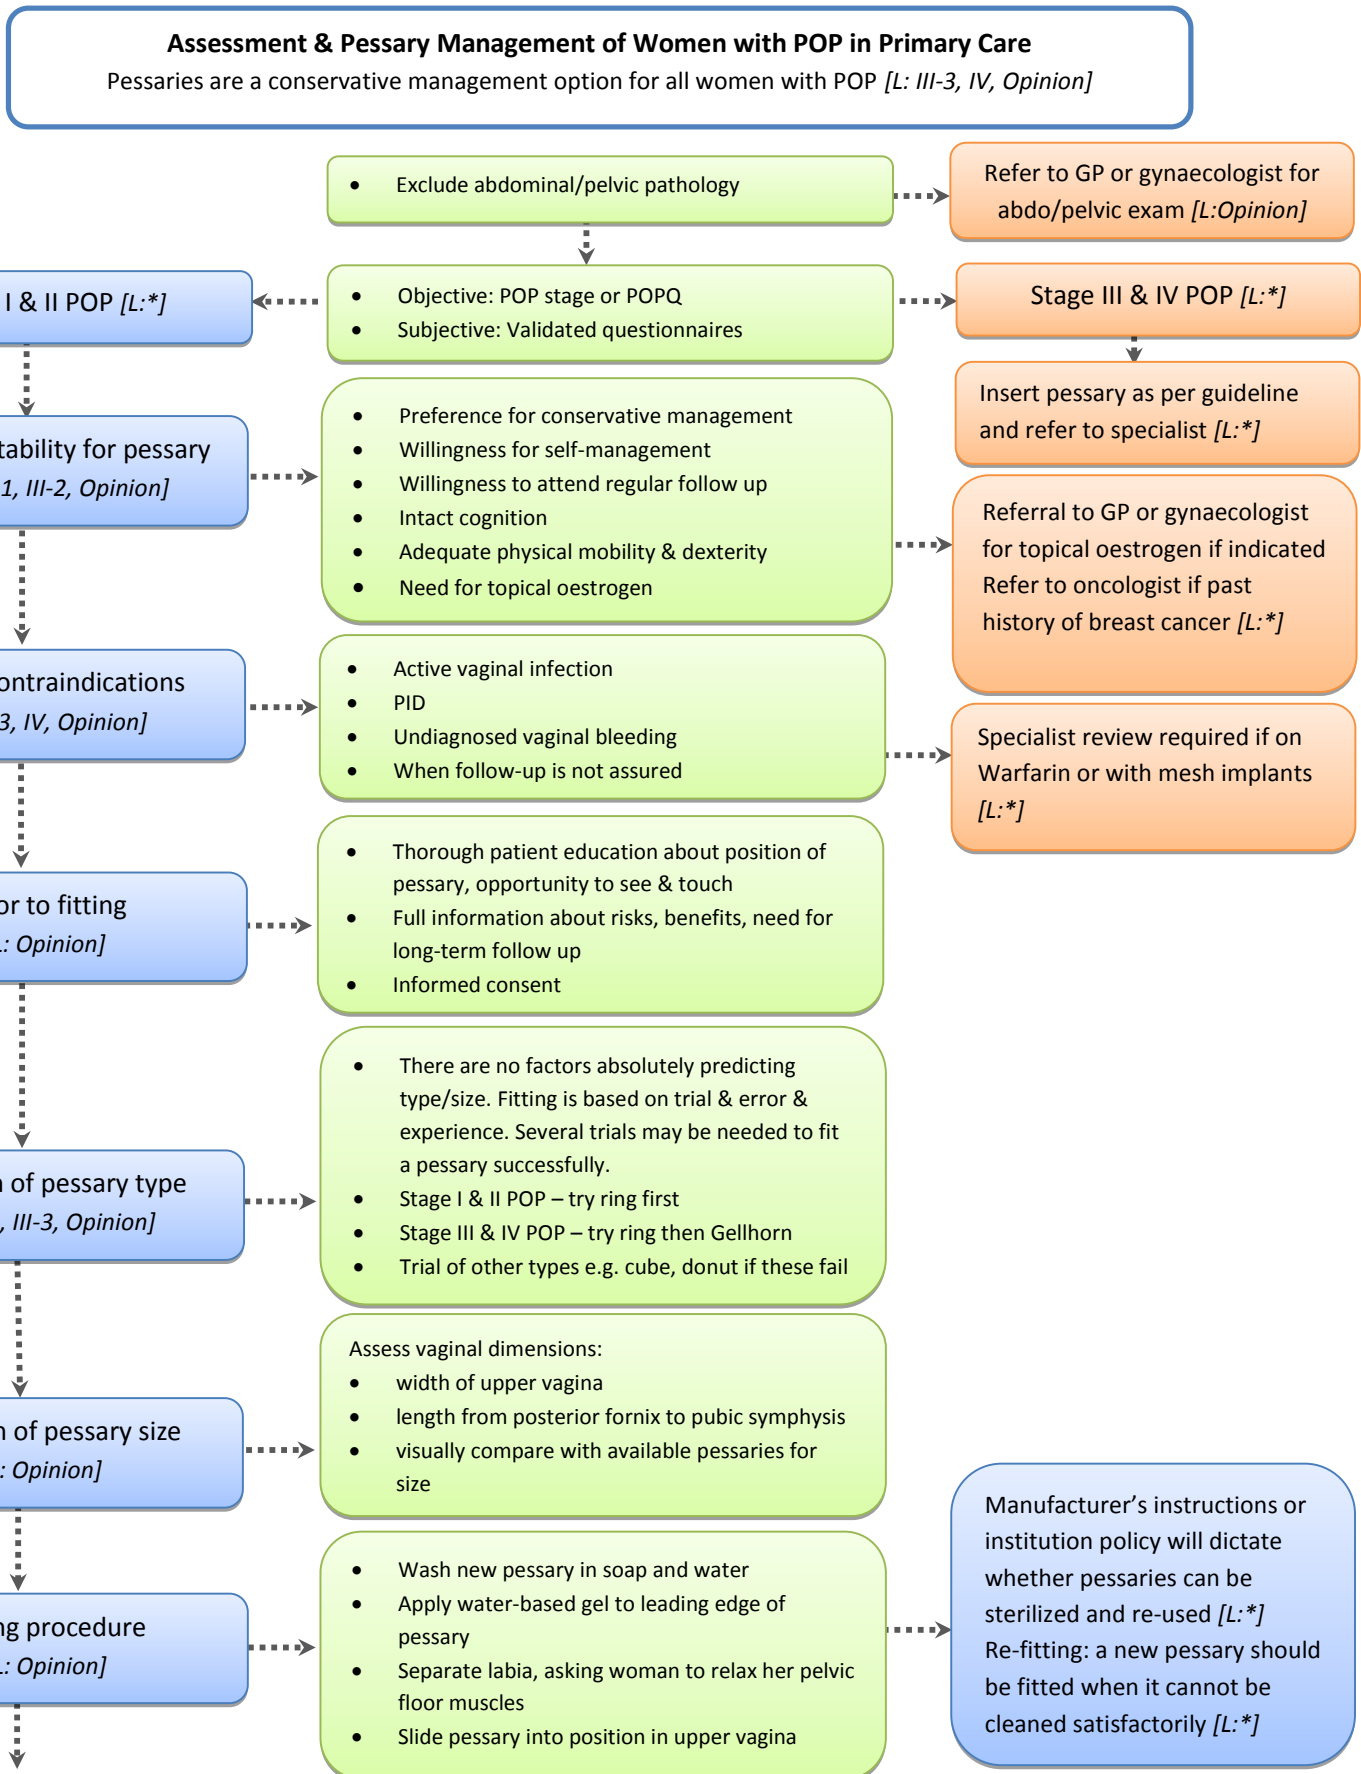 Assessment & Pessary Management of Women with POP in Primary Care
Pessaries are a conservative management option for all women with POP [L: III-3, IV, Opinion]
• Exclude abdominal/pelvic pathology
Refer to GP or gynaecologist for
abdo/pelvic exam [L:Opinion]
I & II POP [L:*]
• Objective: POP stage or POPQ
• Subjective: Validated questionnaires
Stage III & IV POP [L:*]
Insert pessary as per guideline
and refer to specialist [L:*]
tability for pessary
1, III-2, Opinion]
• Preference for conservative management
• Willingness for self-management
• Willingness to attend regular follow up
• Intact cognition
• Adequate physical mobility & dexterity
• Need for topical oestrogen
Referral to GP or gynaecologist
for topical oestrogen if indicated
Refer to oncologist if past
history of breast cancer [L:*]
ontraindications
3, IV, Opinion]
• Active vaginal infection
• PID
• Undiagnosed vaginal bleeding
• When follow-up is not assured
Specialist review required if on
Warfarin or with mesh implants
[L:*]
or to fitting
: Opinion]
• Thorough patient education about position of
pessary, opportunity to see & touch
• Full information about risks, benefits, need for
long-term follow up
• Informed consent
n of pessary type
, III-3, Opinion]
• There are no factors absolutely predicting
type/size. Fitting is based on trial & error &
experience. Several trials may be needed to fit
a pessary successfully.
• Stage I & II POP – try ring first
• Stage III & IV POP – try ring then Gellhorn
• Trial of other types e.g. cube, donut if these fail
n of pessary size
: Opinion]
Assess vaginal dimensions:
• width of upper vagina
• length from posterior fornix to pubic symphysis
• visually compare with available pessaries for
size
ng procedure
L: Opinion]
• Wash new pessary in soap and water
• Apply water-based gel to leading edge of
pessary
• Separate labia, asking woman to relax her pelvic
floor muscles
• Slide pessary into position in upper vagina
Manufacturer’s instructions or
institution policy will dictate
whether pessaries can be
sterilized and re-used [L:*]
Re-fitting: a new pessary should
be fitted when it cannot be
cleaned satisfactorily [L:*]